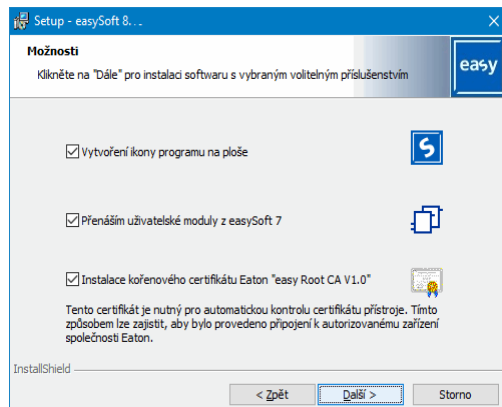 Setup - easySoft 8...
Možnosti
Klikněte na "Dále" pro instalaci softwaru s vybraným volitelným příslušenstvím
easy
Vytvoření ikony programu na ploše
S
Přenáším uživatelské moduly z easySoft 7
Instalace kořenového certifikátu Eaton "easy Root CA V1.0"
Tento certifikát je nutný pro automatickou kontrolu certifikátu přístroje. Tímto
způsobem lze zajistit, aby bylo provedeno připojení k autorizovanému zařízení
společnosti Eaton.
InstallShield
< Zpět Další > Storno